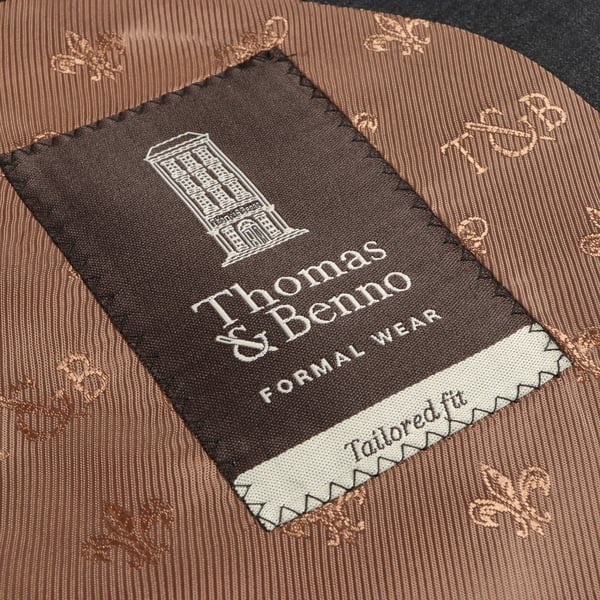 T&B
Thomas
& Benno
FORMAL WEAR
Tailored fit
&B